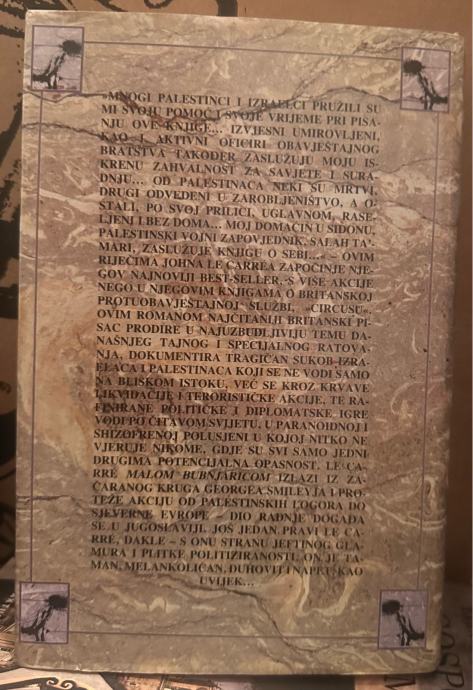 »MNOGI PALESTINCI I IZRAELCI PRUŽILI SU
MI SVOJU POMOĆ I SVOJE VRIJEME PRI PISA-
NJU OVE KNJIGE... IZVJESNI UMIROVLJENI,
KAO I AKTIVNI OFICIRI OBAVJEŠTAJNOG
BRATSTVA TAKOĐER ZASLUŽUJU MOJU IS-
KRENU ZAHVALNOST ZA SAVJETE I SURA-
DNJU... OD PALESTINACA NEKI SU MRTVI,
DRUGI ODVEDENI U ZAROBLJENIŠTVO, A O-
STALI, PO SVOJ PRILICI, UGLAVNOM, RASE-
LJENI I BEZ DOMA... MOJ DOMAĆIN U SIDONU,
PALESTINSKI VOJNI ZAPOVJEDNIK, SALAH TA'-
MARI, ZASLUŽUJE KNJIGU O SEBI...« – OVIM
RIJEČIMA JOHNA LE CARRÉA ZAPOČINJE NJE-
GOV NAJNOVIJI BEST-SELLER, S VIŠE AKCIJE
NEGO U NJEGOVIM KNJIGAMA O BRITANSKOJ
PROTUOBAVJEŠTAJNOJ SLUŽBI, »CIRCUSU«.
OVIM ROMANOM NAJČITANIJI BRITANSKI PI-
SAC PRODIRE U NAJUZBUDLJIVIJU TEMU DA-
NAŠNJEG TAJNOG I SPECIJALNOG RATOVA-
NJA, DOKUMENTIRA TRAGIČAN SUKOB IZRA-
ELACA I PALESTINACA KOJI SE NE VODI SAMO
NA BLISKOM ISTOKU, VEĆ SE KROZ KRVAVE
LIKVIDACIJE I TERORISTIČKE AKCIJE, TE RA-
FINIRANE POLITIČKE I DIPLOMATSKE IGRE
VODI PO ČITAVOM SVIJETU. U PARANOIDNOJ I
SHIZOFRENOJ POLUSJENI U KOJOJ NITKO NE
VJERUJE NIKOME, GDJE SU SVI SAMO JEDNI
DRUGIMA POTENCIJALNA OPASNOST, LE CA-
RRÉ MALOM BUBNJARICOM IZLAZI IZ ZA-
ČARANOG KRUGA GEORGEA SMILEYJA I PRO-
TEŽE AKCIJU OD PALESTINSKIH LOGORA DO
SJEVERNE EVROPE – DIO RADNJE DOGAĐA
SE U JUGOSLAVIJI. JOŠ JEDAN PRAVI LE CA-
RRÉ, DAKLE – S ONU STRANU JEFTINOG GLA-
MURA I PLITKE POLITIZIRANOSTI, ON JE TA-
MAN, MELANKOLIČAN, DUHOVIT I NAPET, KAO
UVIJEK...